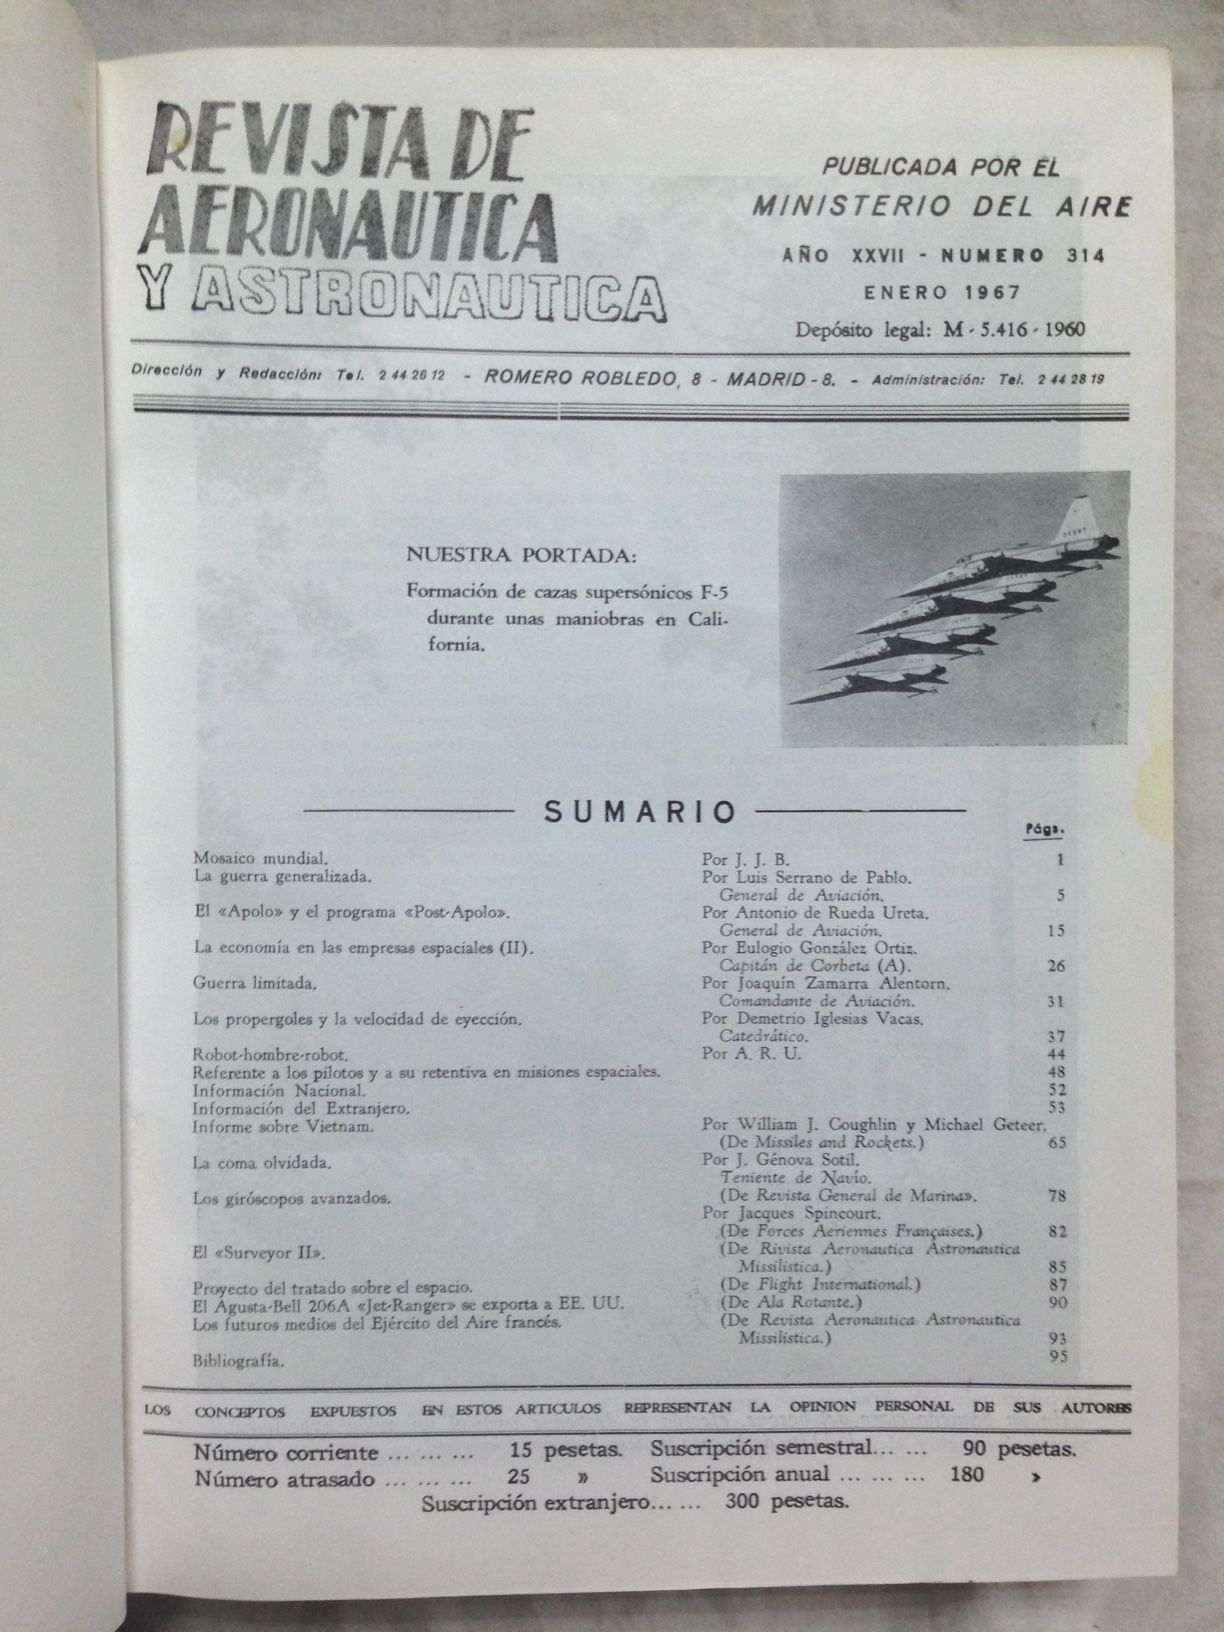 REVISTA DE
AERONAUTICA
Y ASTRONAUTICA
PUBLICADA POR EL
MINISTERIO DEL AIRE
AÑO XXVII - NUMERO 314
ENERO 1967
Depósito legal: M - 5.416 - 1960
Dirección y Redacción: Tel. 2 44 26 12 - ROMERO ROBLEDO, 8 - MADRID - 8. - Administración: Tel. 2 44 28 19
NUESTRA PORTADA:
Formación de cazas supersónicos F-5
durante unas maniobras en Cali-
fornia.
SUMARIO
Págs.
Mosaico mundial. Por J. J. B. 1
La guerra generalizada. Por Luis Serrano de Pablo.
General de Aviación. 5
El «Apolo» y el programa «Post-Apolo». Por Antonio de Rueda Ureta.
General de Aviación. 15
La economía en las empresas espaciales (II). Por Eulogio González Ortiz.
Capitán de Corbeta (A). 26
Guerra limitada. Por Joaquín Zamarra Alentorn.
Comandante de Aviación. 31
Los propergoles y la velocidad de eyección. Por Demetrio Iglesias Vacas.
Catedrático. 37
Robot-hombre-robot. Por A. R. U. 44
Referente a los pilotos y a su retentiva en misiones espaciales. 48
Información Nacional. 52
Información del Extranjero. 53
Informe sobre Vietnam. Por William J. Coughlin y Michael Geteer.
(De Missiles and Rockets.) 65
La coma olvidada. Por J. Génova Sotil.
Teniente de Navío.
Los giróscopos avanzados. (De Revista General de Marina». 78
Por Jacques Spincourt.
(De Forces Aeriennes Françaises.) 82
El «Surveyor II». (De Rivista Aeronautica Astronautica
Missilistica.) 85
Proyecto del tratado sobre el espacio. (De Flight International.) 87
El Agusta-Bell 206A «Jet-Ranger» se exporta a EE. UU. (De Ala Rotante.) 90
Los futuros medios del Ejército del Aire francés. (De Revista Aeronautica Astronautica
Missilistica.) 93
Bibliografía. 95
LOS CONCEPTOS EXPUESTOS EN ESTOS ARTICULOS REPRESENTAN LA OPINION PERSONAL DE SUS AUTORES
Número corriente ... ... ... 15 pesetas. Suscripción semestral... ... 90 pesetas.
Número atrasado ... ... ... 25 » Suscripción anual ... ... ... 180 »
Suscripción extranjero... ... 300 pesetas.